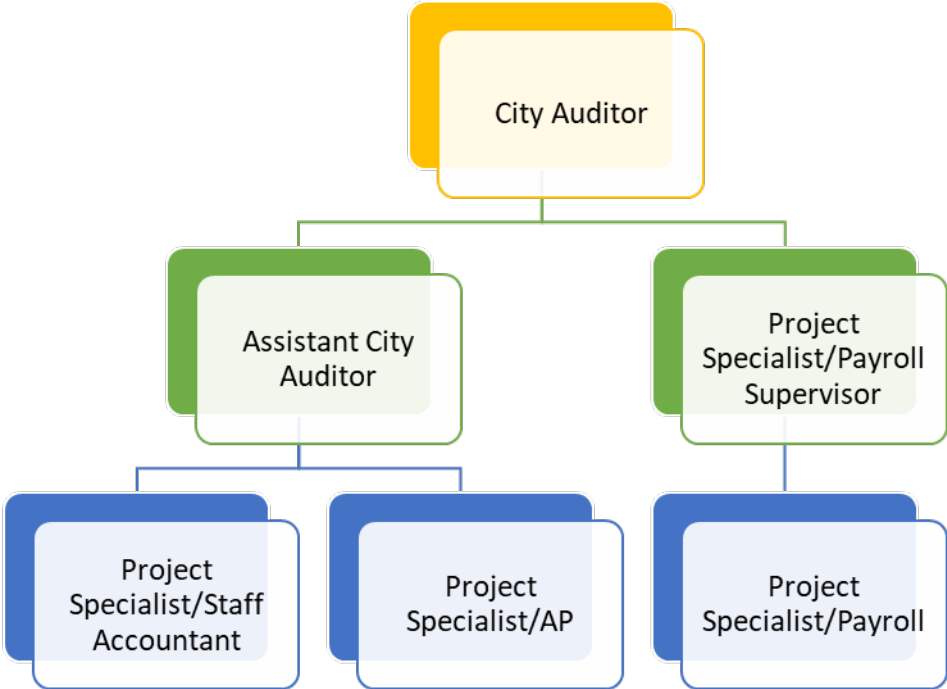 City Auditor
Assistant City
Auditor
Project
Specialist/Payroll
Supervisor
Project
Specialist/Staff
Accountant
Project
Specialist/AP
Project
Specialist/Payroll